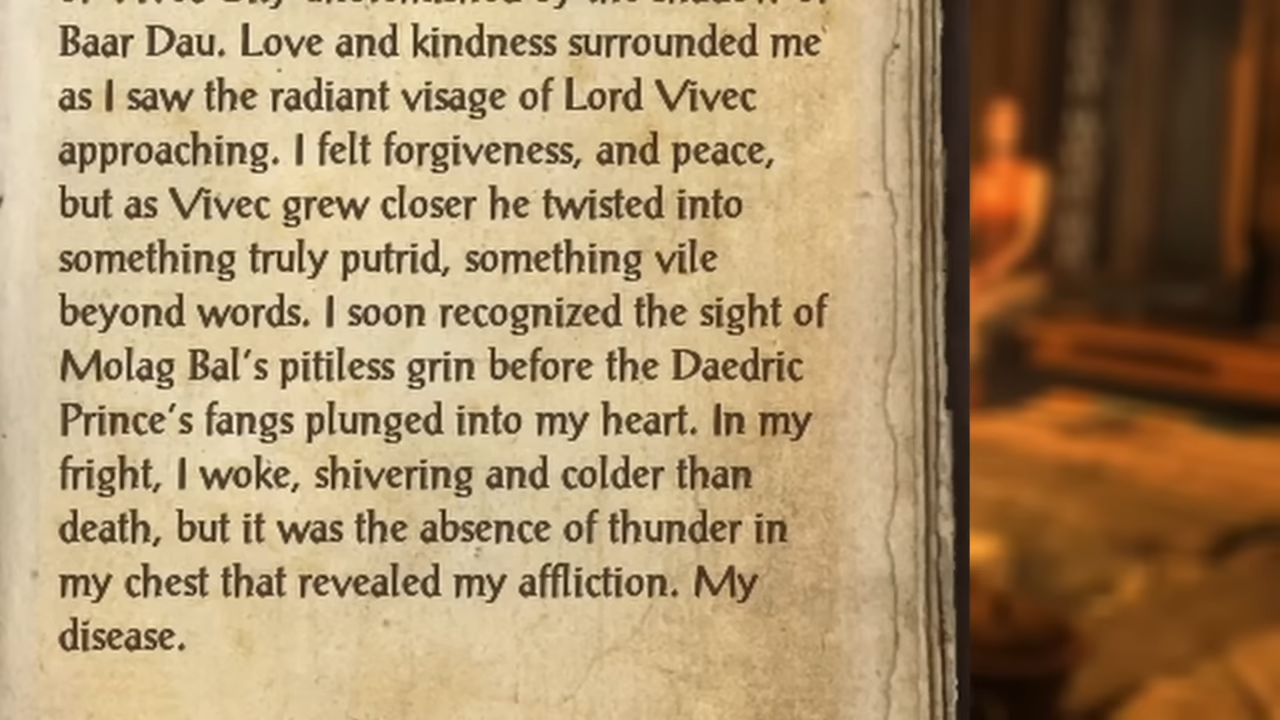 Baar Dau. Love and kindness surrounded me
as I saw the radiant visage of Lord Vivec
approaching. I felt forgiveness, and peace,
but as Vivec grew closer he twisted into
something truly putrid, something vile
beyond words. I soon recognized the sight of
Molag Bal's pitiless grin before the Daedric
Prince's fangs plunged into my heart. In my
fright, I woke, shivering and colder than
death, but it was the absence of thunder in
my chest that revealed my affliction. My
disease.